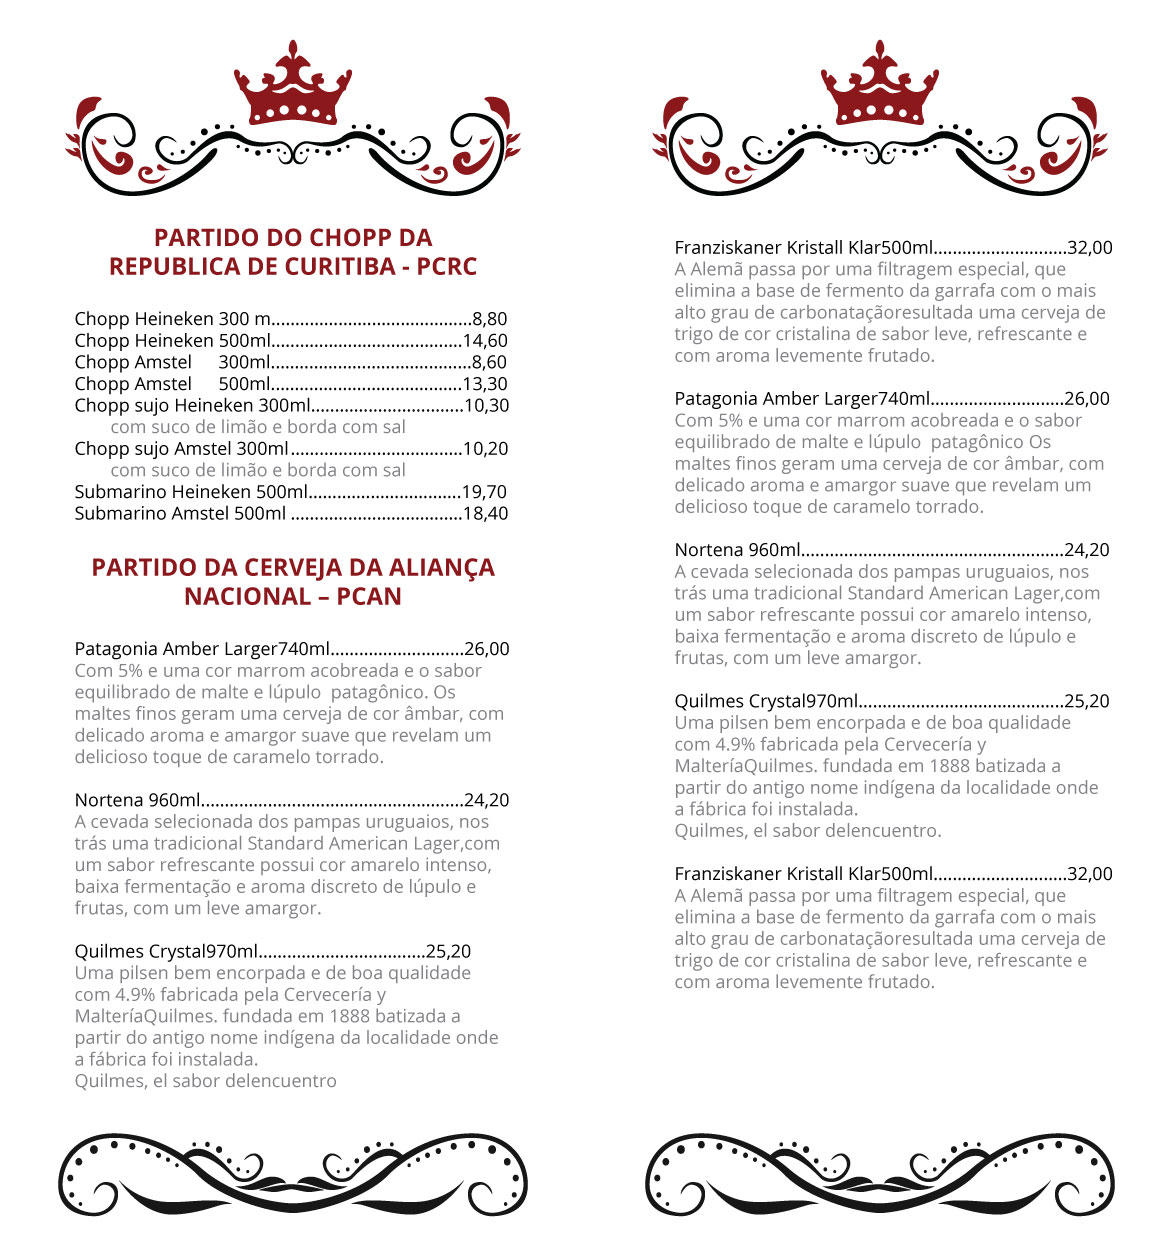 PARTIDO DO CHOPP DA
REPUBLICA DE CURITIBA - PCRC
Chopp Heineken 300 m..........................................8,80
Chopp Heineken 500ml........................................14,60
Chopp Amstel 300ml..........................................8,60
Chopp Amstel 500ml........................................13,30
Chopp sujo Heineken 300ml................................10,30
com suco de limão e borda com sal
Chopp sujo Amstel 300ml....................................10,20
com suco de limão e borda com sal
Submarino Heineken 500ml................................19,70
Submarino Amstel 500ml ....................................18,40
PARTIDO DA CERVEJA DA ALIANÇA
NACIONAL – PCAN
Patagonia Amber Larger740ml............................26,00
Com 5% e uma cor marrom acobreada e o sabor
equilibrado de malte e lúpulo patagônico. Os
maltes finos geram uma cerveja de cor âmbar, com
delicado aroma e amargor suave que revelam um
delicioso toque de caramelo torrado.
Nortena 960ml.......................................................24,20
A cevada selecionada dos pampas uruguaios, nos
trás uma tradicional Standard American Lager,com
um sabor refrescante possui cor amarelo intenso,
baixa fermentação e aroma discreto de lúpulo e
frutas, com um leve amargor.
Quilmes Crystal970ml...................................25,20
Uma pilsen bem encorpada e de boa qualidade
com 4.9% fabricada pela Cervecería y
MalteríaQuilmes. fundada em 1888 batizada a
partir do antigo nome indígena da localidade onde
a fábrica foi instalada.
Quilmes, el sabor delencuentro
Franziskaner Kristall Klar500ml............................32,00
A Alemã passa por uma filtragem especial, que
elimina a base de fermento da garrafa com o mais
alto grau de carbonataçãoresultada uma cerveja de
trigo de cor cristalina de sabor leve, refrescante e
com aroma levemente frutado.
Patagonia Amber Larger740ml............................26,00
Com 5% e uma cor marrom acobreada e o sabor
equilibrado de malte e lúpulo patagônico Os
maltes finos geram uma cerveja de cor âmbar, com
delicado aroma e amargor suave que revelam um
delicioso toque de caramelo torrado.
Nortena 960ml.......................................................24,20
A cevada selecionada dos pampas uruguaios, nos
trás uma tradicional Standard American Lager,com
um sabor refrescante possui cor amarelo intenso,
baixa fermentação e aroma discreto de lúpulo e
frutas, com um leve amargor.
Quilmes Crystal970ml...........................................25,20
Uma pilsen bem encorpada e de boa qualidade
com 4.9% fabricada pela Cervecería y
MalteríaQuilmes. fundada em 1888 batizada a
partir do antigo nome indígena da localidade onde
a fábrica foi instalada.
Quilmes, el sabor delencuentro.
Franziskaner Kristall Klar500ml............................32,00
A Alemã passa por uma filtragem especial, que
elimina a base de fermento da garrafa com o mais
alto grau de carbonataçãoresultada uma cerveja de
trigo de cor cristalina de sabor leve, refrescante e
com aroma levemente frutado.